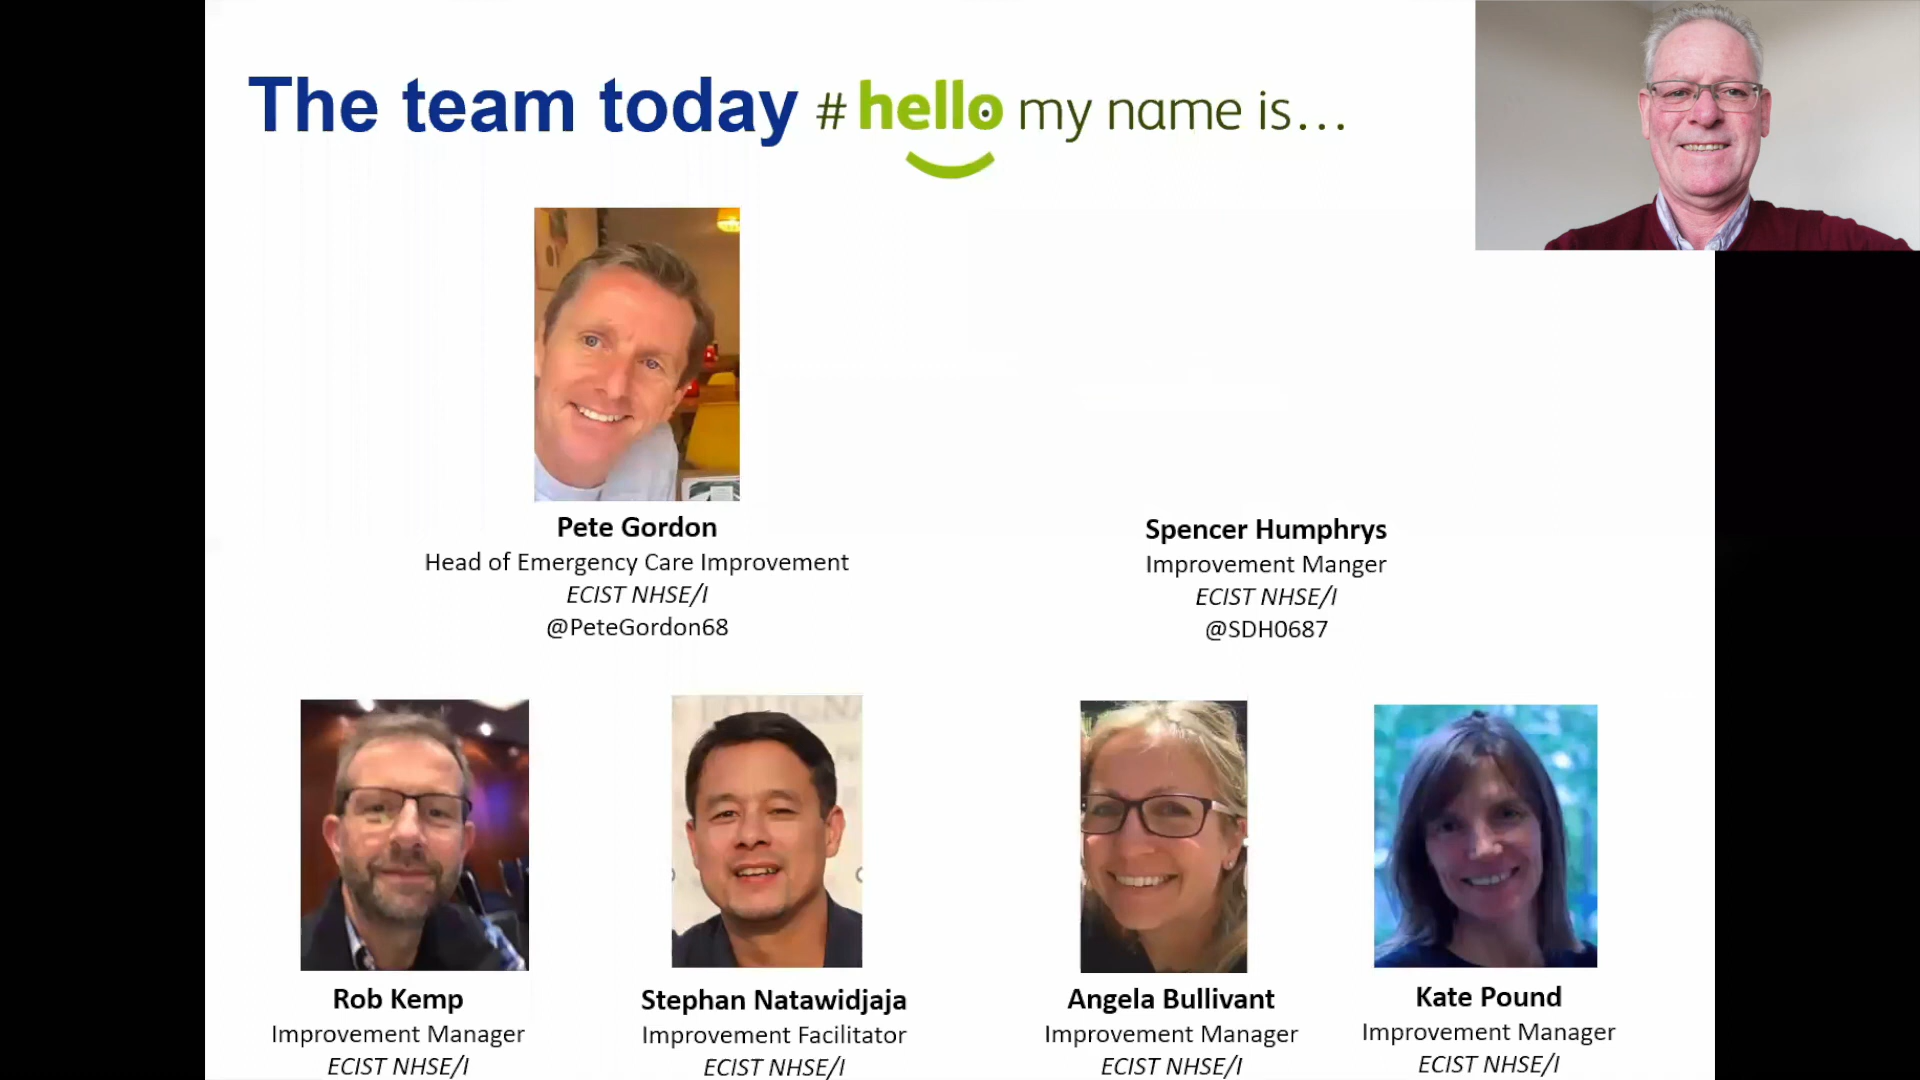 The team today #hello my name is...
Pete Gordon
Head of Emergency Care Improvement
ECIST NHSE/I
@PeteGordon68
Spencer Humphrys
Improvement Manger
ECIST NHSE/I
@SDH0687
Rob Kemp
Improvement Manager
ECIST NHSE/I
Stephan Natawidjaja
Improvement Facilitator
ECIST NHSE/I
Angela Bullivant
Improvement Manager
ECIST NHSE/I
Kate Pound
Improvement Manager
ECIST NHSE/I